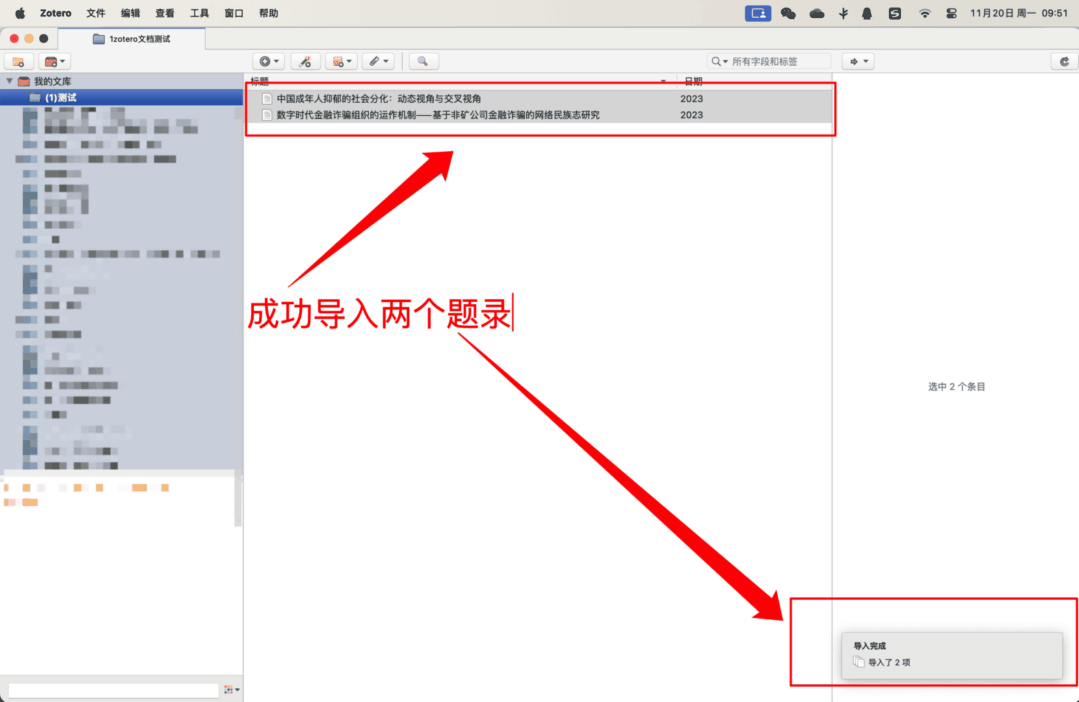 Zotero 文件 编辑 查看 工具 窗口 帮助 11月20日 周一 09:51
1zotero文档测试
所有字段和标签
我的文库
(1)测试
标题 日期
中国成年人抑郁的社会分化：动态视角与交叉视角 2023
数字时代金融诈骗组织的运作机制——基于非矿公司金融诈骗的网络民族志研究 2023
成功导入两个题录
选中 2 个条目
导入完成
导入了 2 项